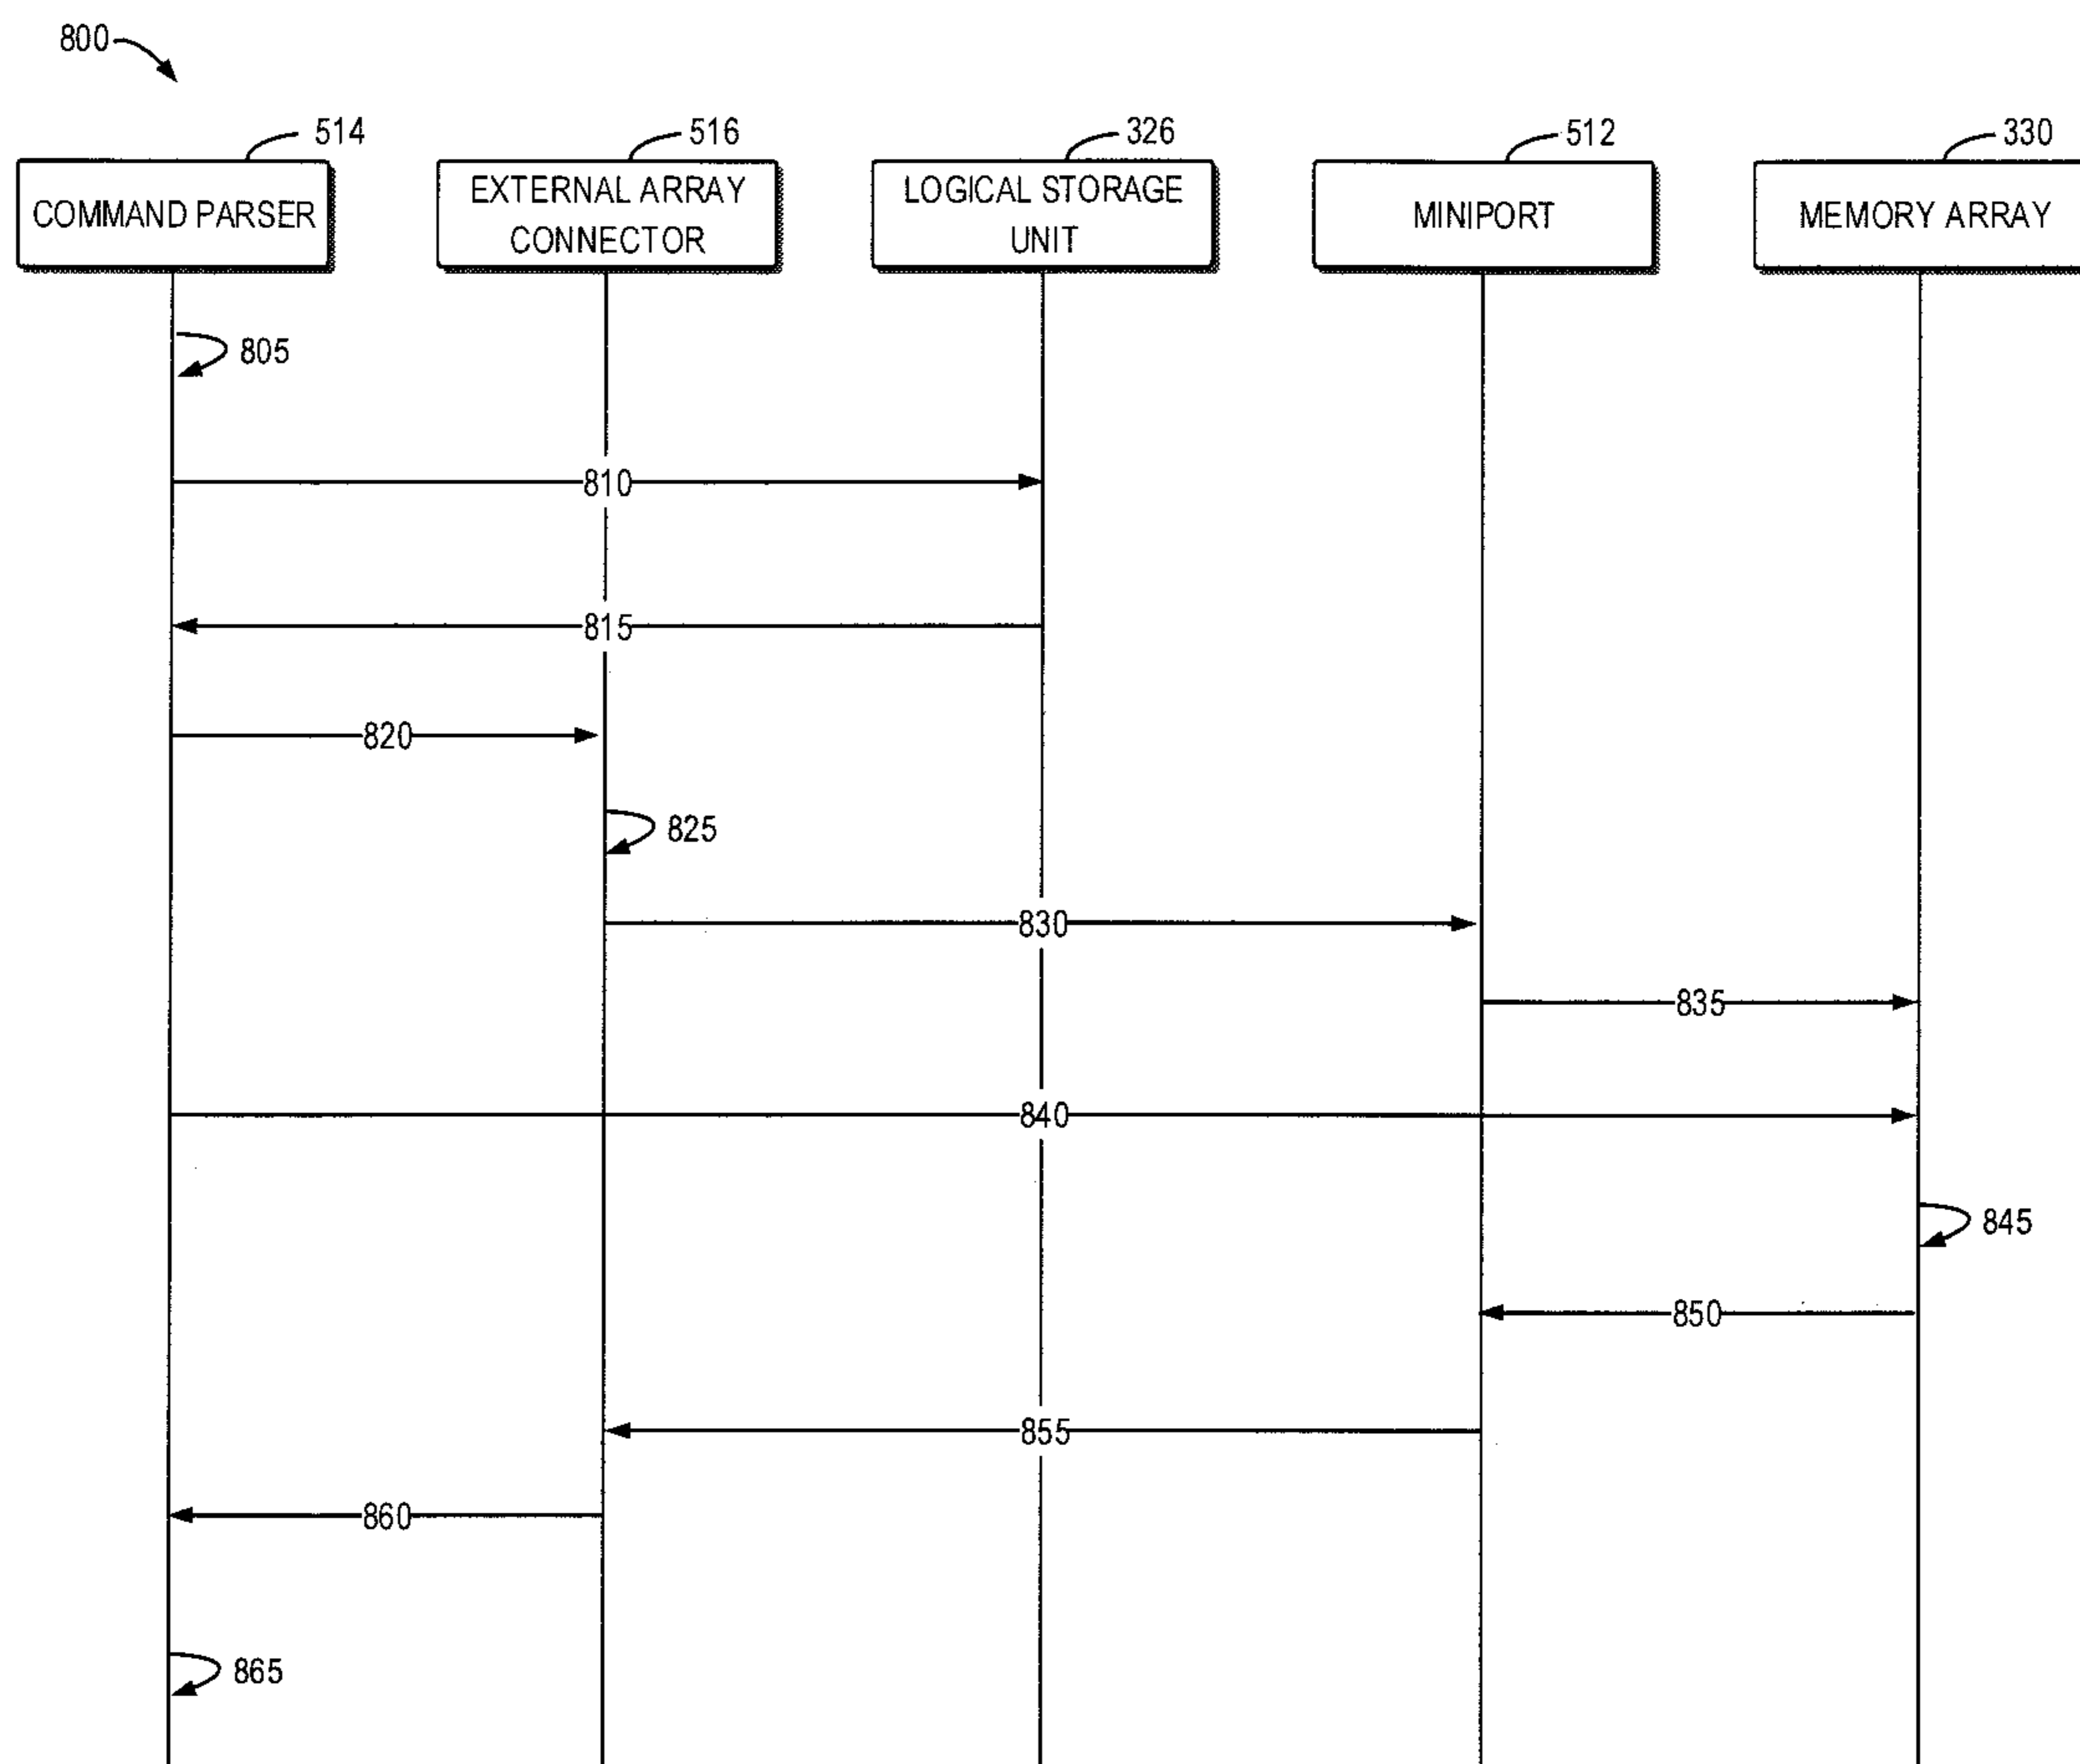 800
514
516
326
512
330
COMMAND PARSER
EXTERNAL ARRAY
CONNECTOR
LOGICAL STORAGE
UNIT
MINIPORT
MEMORY ARRAY
805
810
815
820
825
830
835
840
845
850
855
860
865